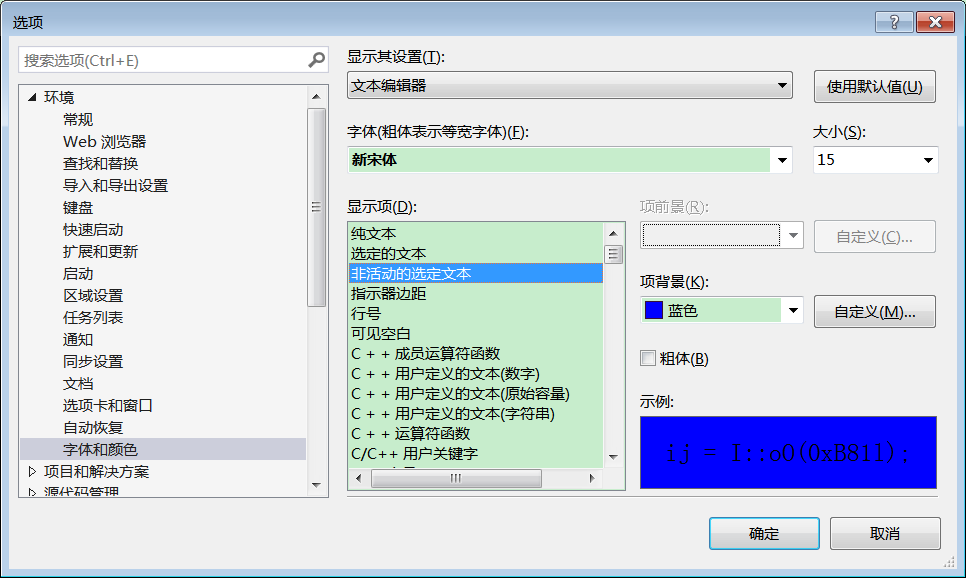 选项
搜索选项(Ctrl+E)
环境
常规
Web 浏览器
查找和替换
导入和导出设置
键盘
快速启动
扩展和更新
启动
区域设置
任务列表
通知
同步设置
文档
选项卡和窗口
自动恢复
字体和颜色
项目和解决方案
源代码管理
显示其设置(T):
文本编辑器
使用默认值(U)
字体(粗体表示等宽字体)(F):
大小(S):
新宋体
15
显示项(D):
纯文本
选定的文本
非活动的选定文本
指示器边距
行号
可见空白
C + + 成员运算符函数
C + + 用户定义的文本(数字)
C + + 用户定义的文本(原始容量)
C + + 用户定义的文本(字符串)
C + + 运算符函数
C/C++ 用户关键字
项前景(R):
自定义(C)...
项背景(K):
蓝色
自定义(M)...
粗体(B)
示例:
ij = I::oO(0xB81l);
确定
取消